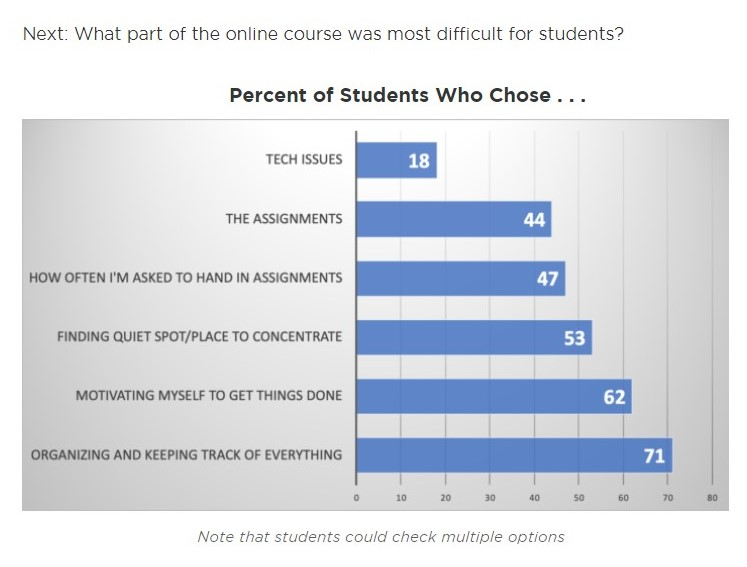 Next: What part of the online course was most difficult for students?
Percent of Students Who Chose . . .
TECH ISSUES 18
THE ASSIGNMENTS 44
HOW OFTEN I'M ASKED TO HAND IN ASSIGNMENTS 47
FINDING QUIET SPOT/PLACE TO CONCENTRATE 53
MOTIVATING MYSELF TO GET THINGS DONE 62
ORGANIZING AND KEEPING TRACK OF EVERYTHING 71
0 10 20 30 40 50 60 70 80
Note that students could check multiple options